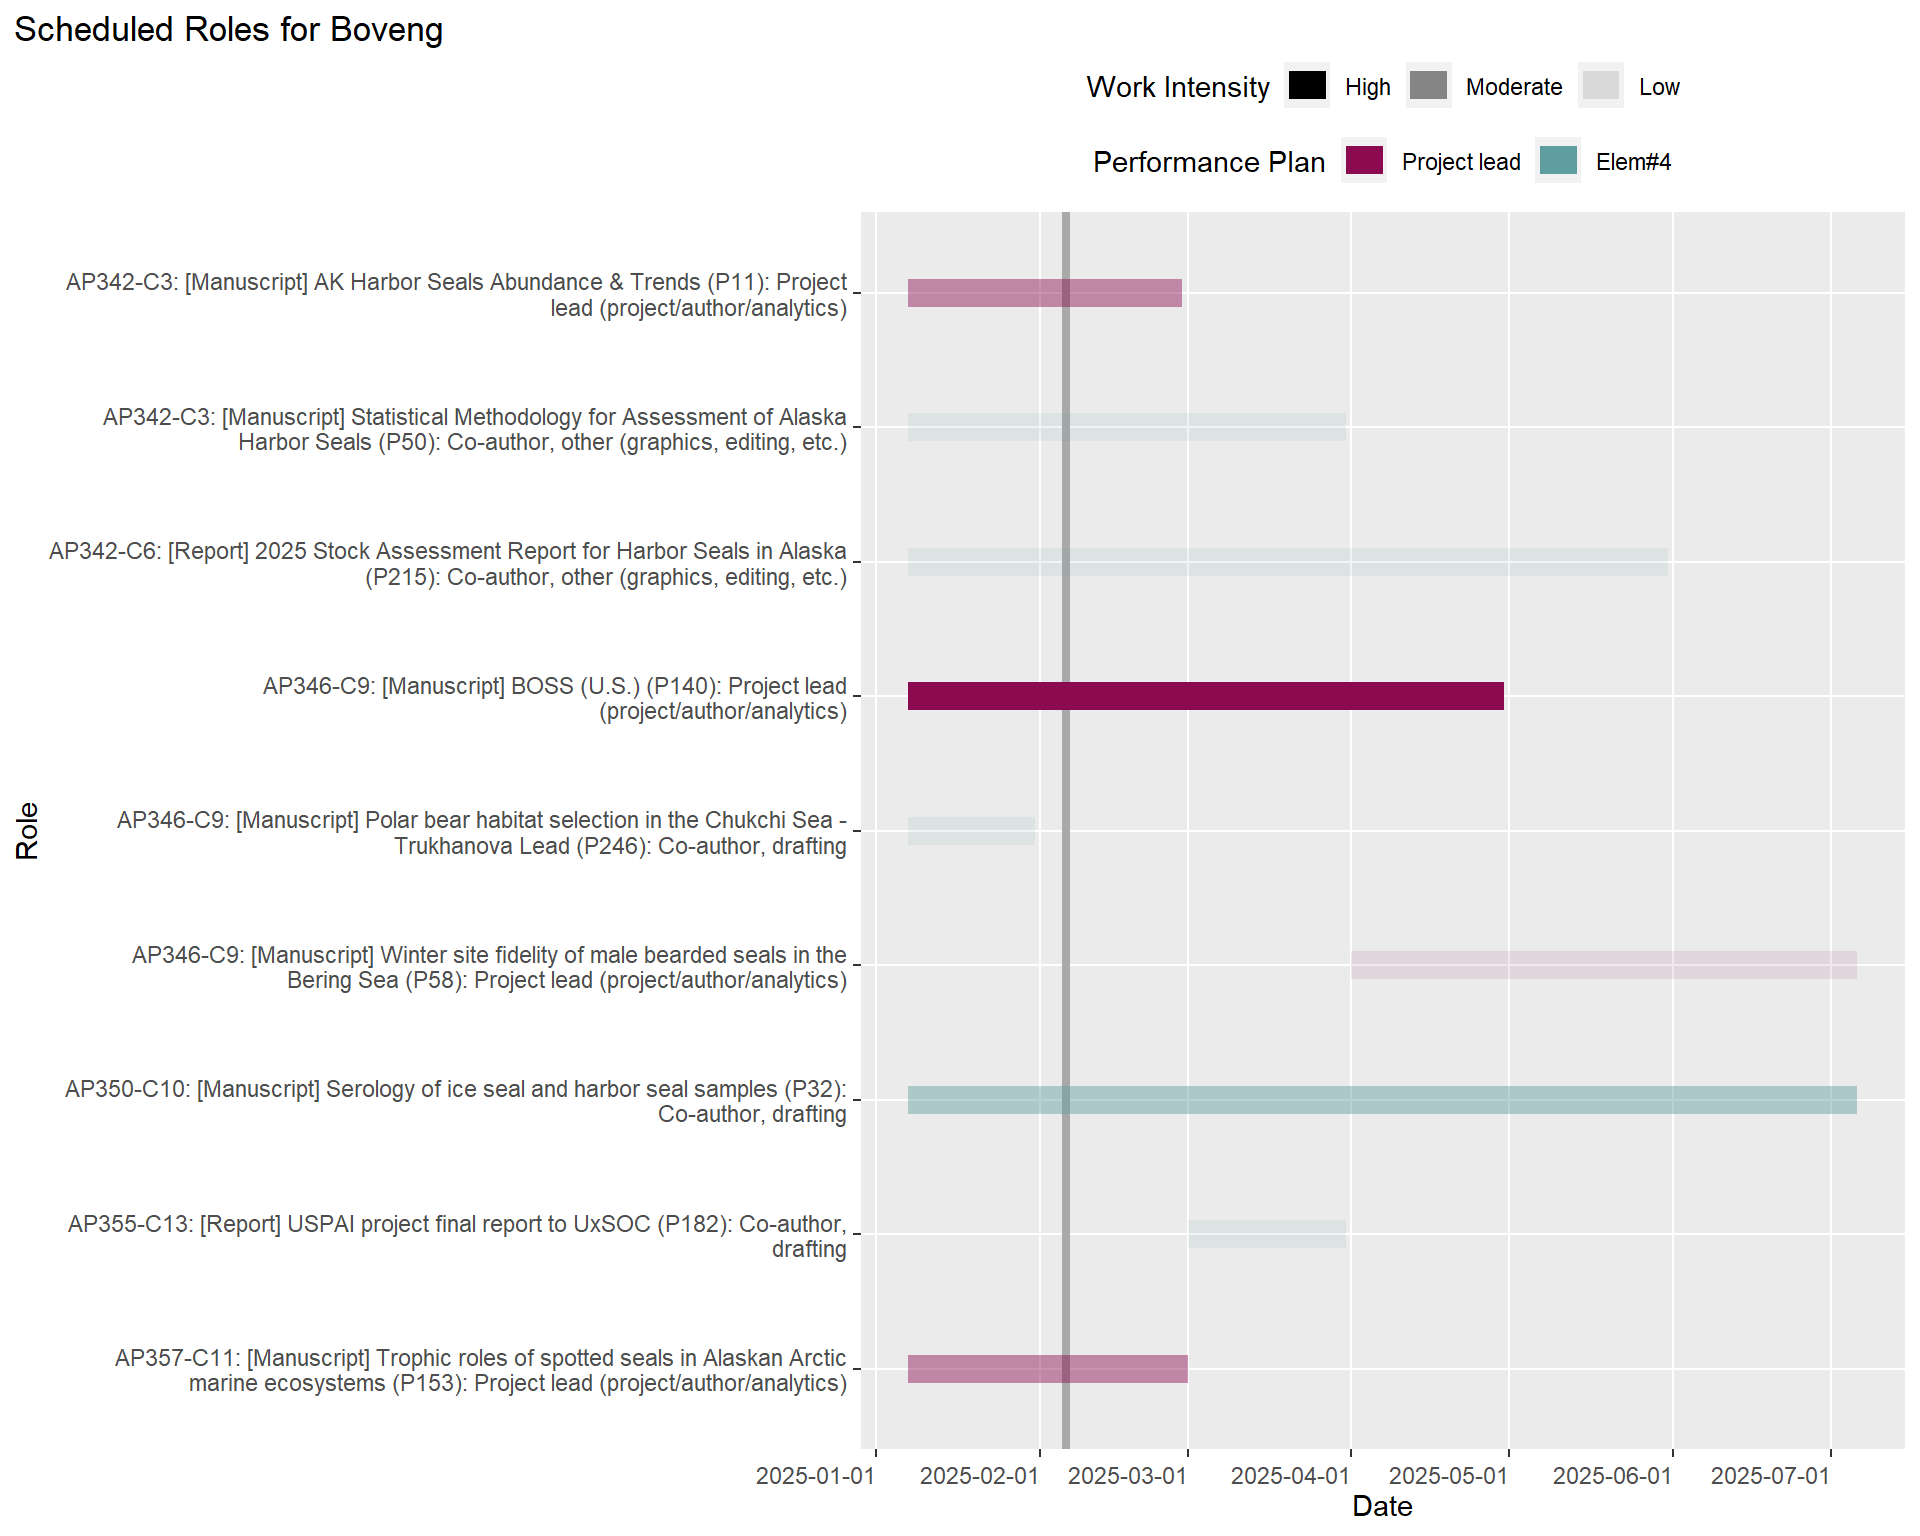 Scheduled Roles for Boveng
Work Intensity High Moderate Low
Performance Plan Project lead Elem#4
AP342-C3: [Manuscript] AK Harbor Seals Abundance & Trends (P11): Project
lead (project/author/analytics)
AP342-C3: [Manuscript] Statistical Methodology for Assessment of Alaska
Harbor Seals (P50): Co-author, other (graphics, editing, etc.)
AP342-C6: [Report] 2025 Stock Assessment Report for Harbor Seals in Alaska
(P215): Co-author, other (graphics, editing, etc.)
AP346-C9: [Manuscript] BOSS (U.S.) (P140): Project lead
(project/author/analytics)
AP346-C9: [Manuscript] Polar bear habitat selection in the Chukchi Sea -
Trukhanova Lead (P246): Co-author, drafting
AP346-C9: [Manuscript] Winter site fidelity of male bearded seals in the
Bering Sea (P58): Project lead (project/author/analytics)
AP350-C10: [Manuscript] Serology of ice seal and harbor seal samples (P32):
Co-author, drafting
AP355-C13: [Report] USPAI project final report to UxSOC (P182): Co-author,
drafting
AP357-C11: [Manuscript] Trophic roles of spotted seals in Alaskan Arctic
marine ecosystems (P153): Project lead (project/author/analytics)
Role
2025-01-01 2025-02-01 2025-03-01 2025-04-01 2025-05-01 2025-06-01 2025-07-01
Date